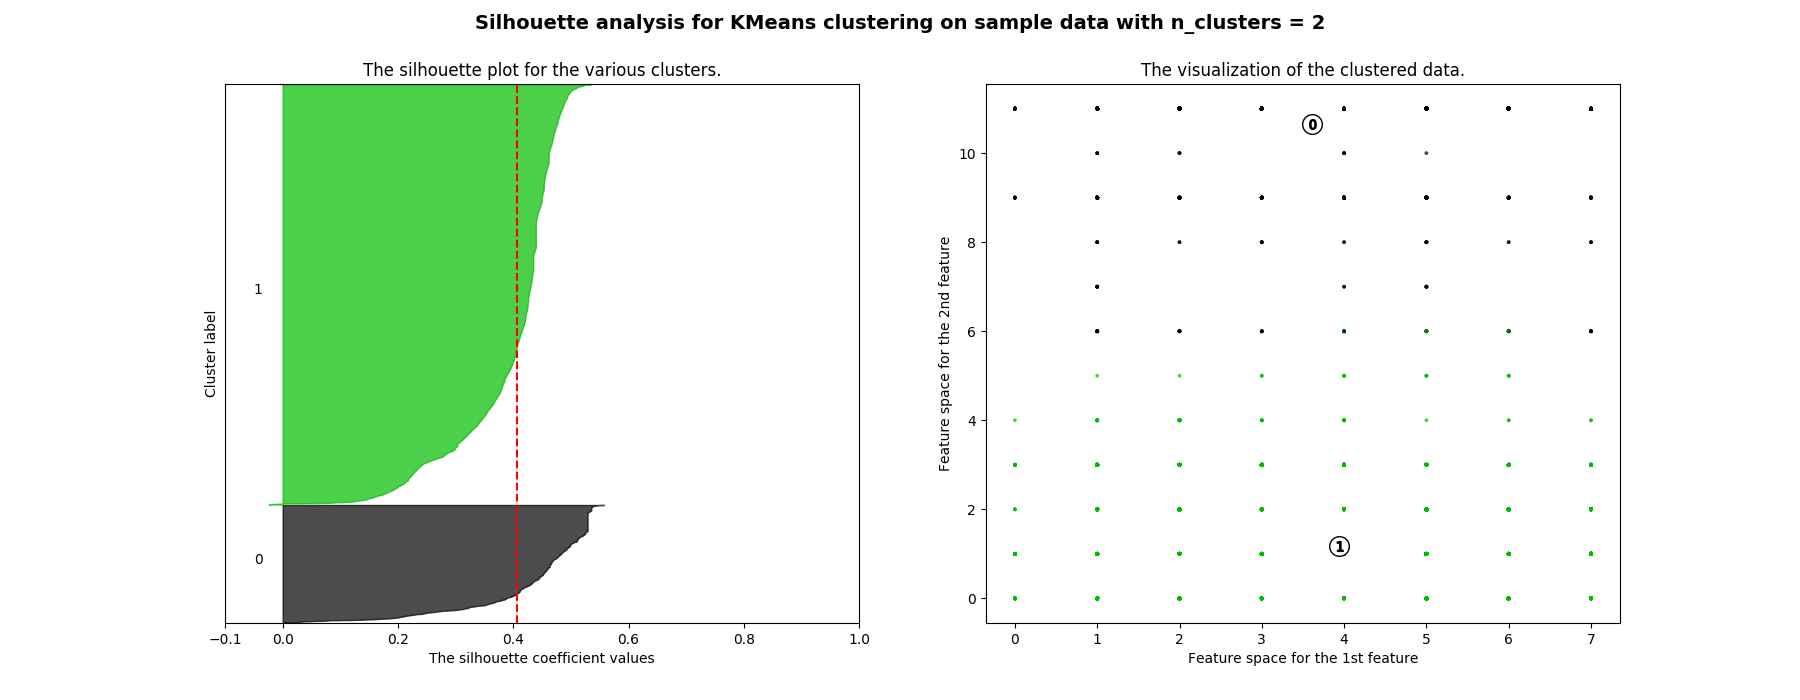 Silhouette analysis for KMeans clustering on sample data with n_clusters = 2
The silhouette plot for the various clusters.
Cluster label
1
0
−0.1 0.0 0.2 0.4 0.6 0.8 1.0
The silhouette coefficient values
The visualization of the clustered data.
Feature space for the 2nd feature
10
8
6
4
2
0
0
1
0 1 2 3 4 5 6 7
Feature space for the 1st feature